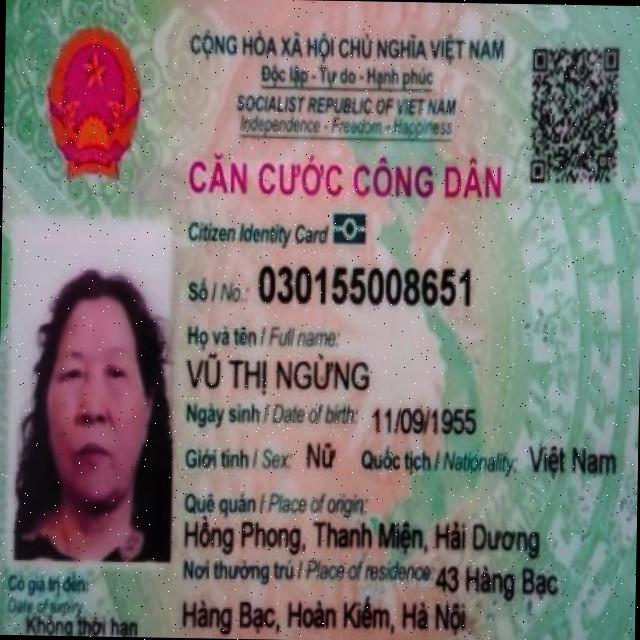 CỘNG HÒA XÃ HỘI CHỦ NGHĨA VIỆT NAM
Độc lập - Tự do - Hạnh phúc
SOCIALIST REPUBLIC OF VIET NAM
Independence - Freedom - Happiness
CĂN CƯỚC CÔNG DÂN
Citizen Identity Card
Số / No.: 030155008651
Họ và tên / Full name:
VŨ THỊ NGỪNG
Ngày sinh / Date of birth: 11/09/1955
Giới tính / Sex: Nữ Quốc tịch / Nationality: Việt Nam
Quê quán / Place of origin:
Hồng Phong, Thanh Miện, Hải Dương
Nơi thường trú / Place of residence: 43 Hàng Bạc
Hàng Bạc, Hoàn Kiếm, Hà Nội
Có giá trị đến:
Date of expiry
Không thời hạn